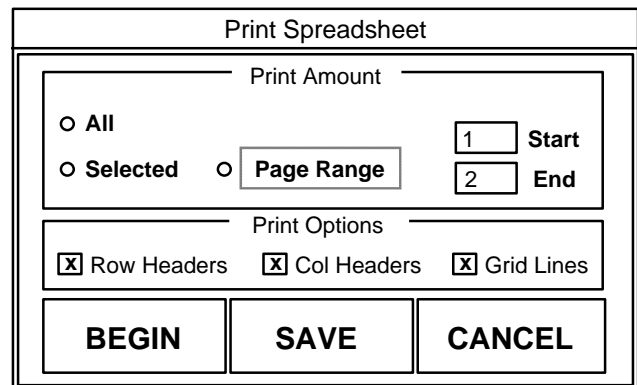 Print Spreadsheet
Print Amount
All
1 Start
Selected Page Range
2 End
Print Options
x Row Headers x Col Headers x Grid Lines
BEGIN SAVE CANCEL